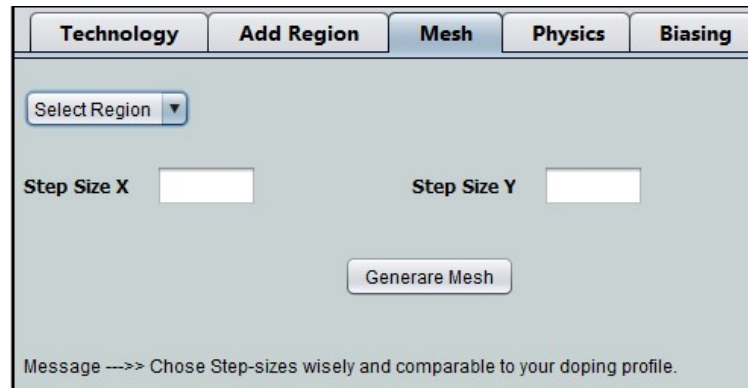 Technology Add Region Mesh Physics Biasing
Select Region
Step Size X Step Size Y
Generare Mesh
Message --->> Chose Step-sizes wisely and comparable to your doping profile.